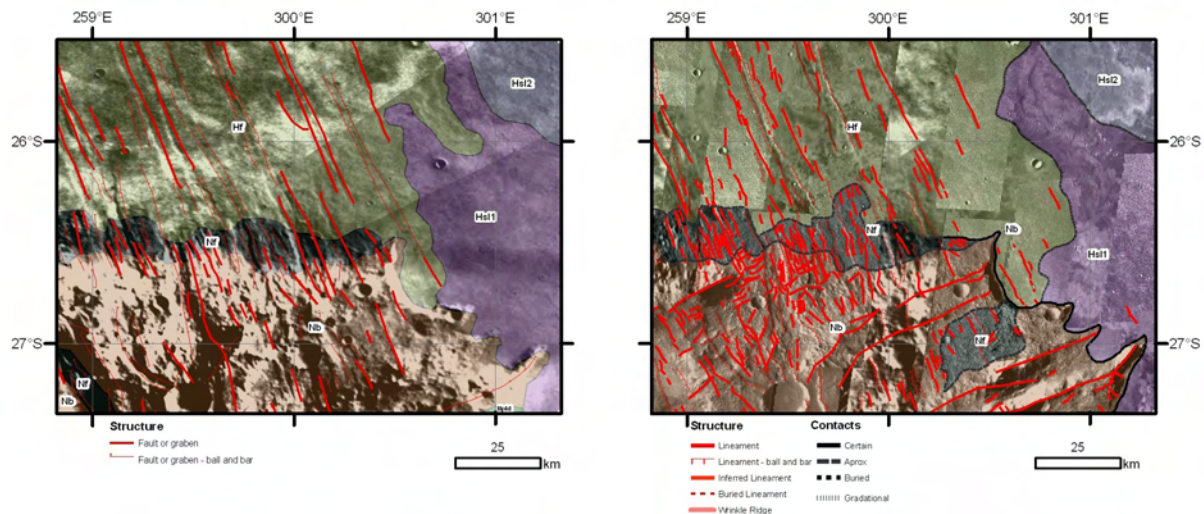 259°E 300°E 301°E
Hsl2
26°S
Hf
Hsl1
Nf
Nb
27°S
Nf
Nb
Structure
Fault or graben
Fault or graben - ball and bar
25
km
259°E 300°E 301°E
Hsl2
Hf
26°S
Nf
Nb
Hsl1
Nb
Nf
27°S
Structure
Lineament
Lineament - ball and bar
Inferred Lineament
Buried Lineament
Wrinkle Ridge
Contacts
Certain
Aprox
Buried
Gradational
25
km